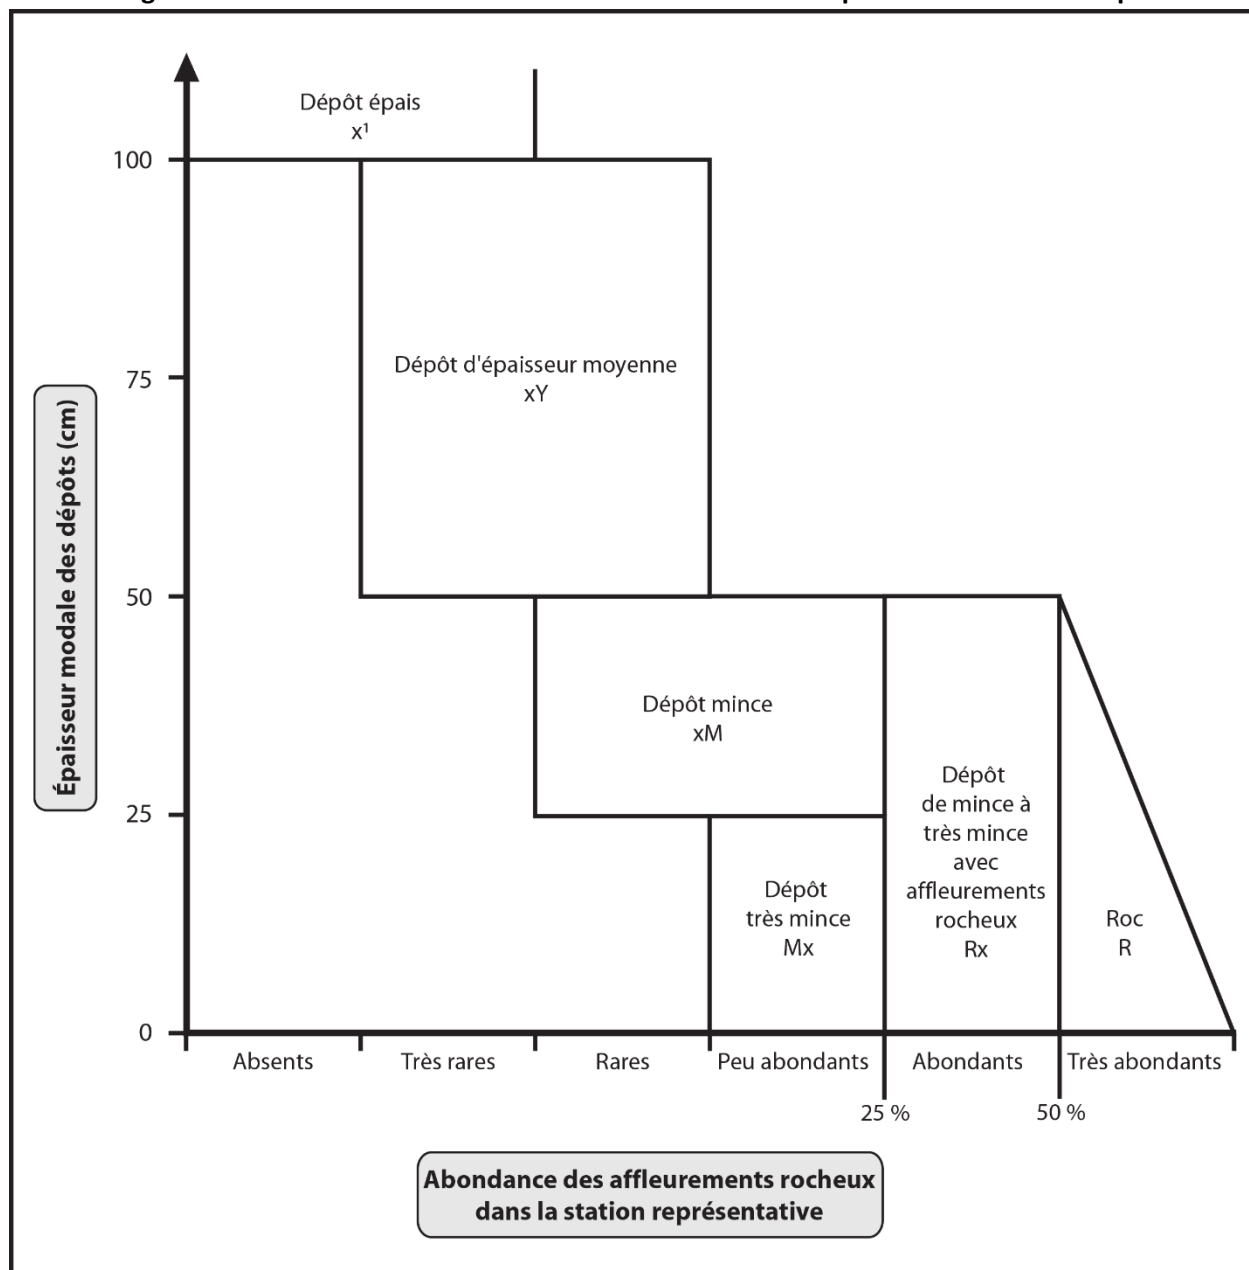 Dépôt épais
x¹
100
Dépôt d'épaisseur moyenne
xY
75
50
Épaisseur modale des dépôts (cm)
Dépôt mince
xM
25
Dépôt
très mince
Mx
Dépôt
de mince à
très mince
avec
affleurements
rocheux
Rx
Roc
R
0
Absents
Très rares
Rares
Peu abondants
Abondants
Très abondants
25 %
50 %
Abondance des affleurements rocheux
dans la station représentative